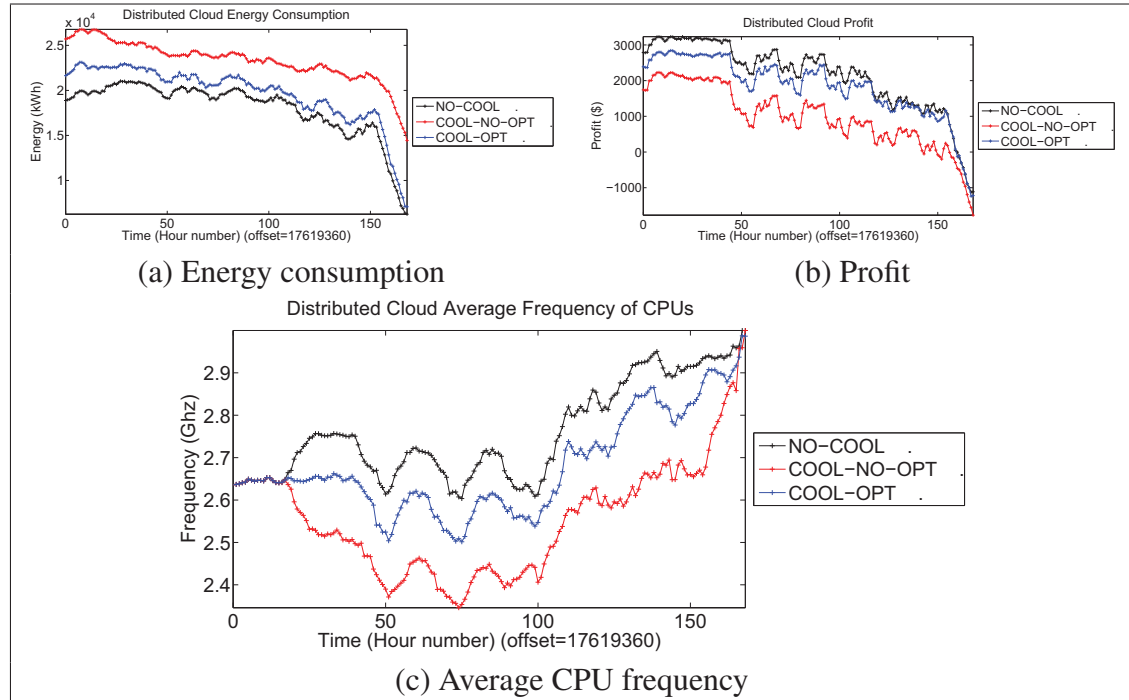 Distributed Cloud Energy Consumption
x 10⁴
2.5
2
1.5
1
Energy (kWh)
0 50 100 150
Time (Hour number) (offset=17619360)
NO−COOL .
COOL−NO−OPT .
COOL−OPT .
(a) Energy consumption
Distributed Cloud Profit
3000
2000
1000
0
−1000
Profit ($)
0 50 100 150
Time (Hour number) (offset=17619360)
NO−COOL .
COOL−NO−OPT .
COOL−OPT .
(b) Profit
Distributed Cloud Average Frequency of CPUs
2.9
2.8
2.7
2.6
2.5
2.4
Frequency (Ghz)
0 50 100 150
Time (Hour number) (offset=17619360)
NO−COOL .
COOL−NO−OPT .
COOL−OPT .
(c) Average CPU frequency